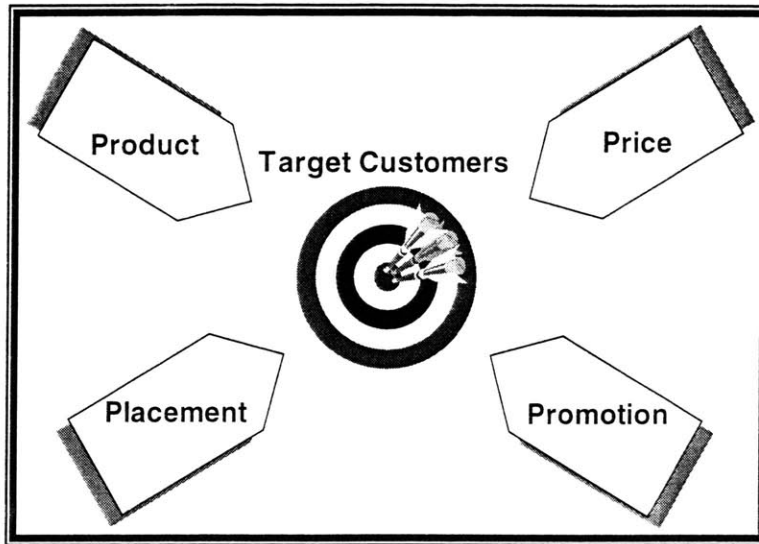 Product
Price
Target Customers
Placement
Promotion